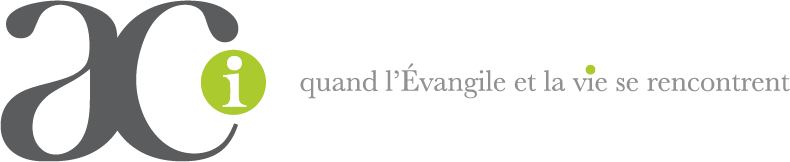 aci
quand l’Évangile et la vie se rencontrent